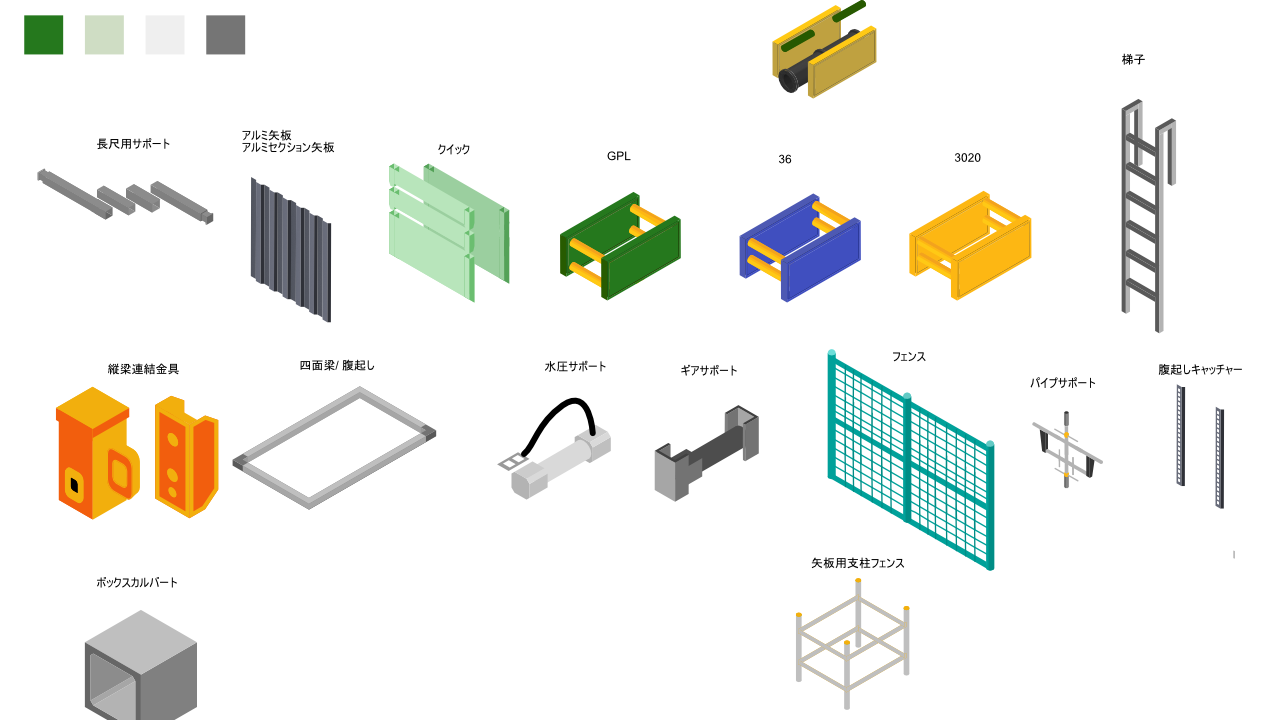 梯子
長尺用サポート
アルミ矢板
アルミセクション矢板
クイック
GPL
36
3020
縦梁連結金具
四面梁/ 腹起し
水圧サポート
ギアサポート
フェンス
パイプサポート
腹起しキャッチャー
矢板用支柱フェンス
ボックスカルバート